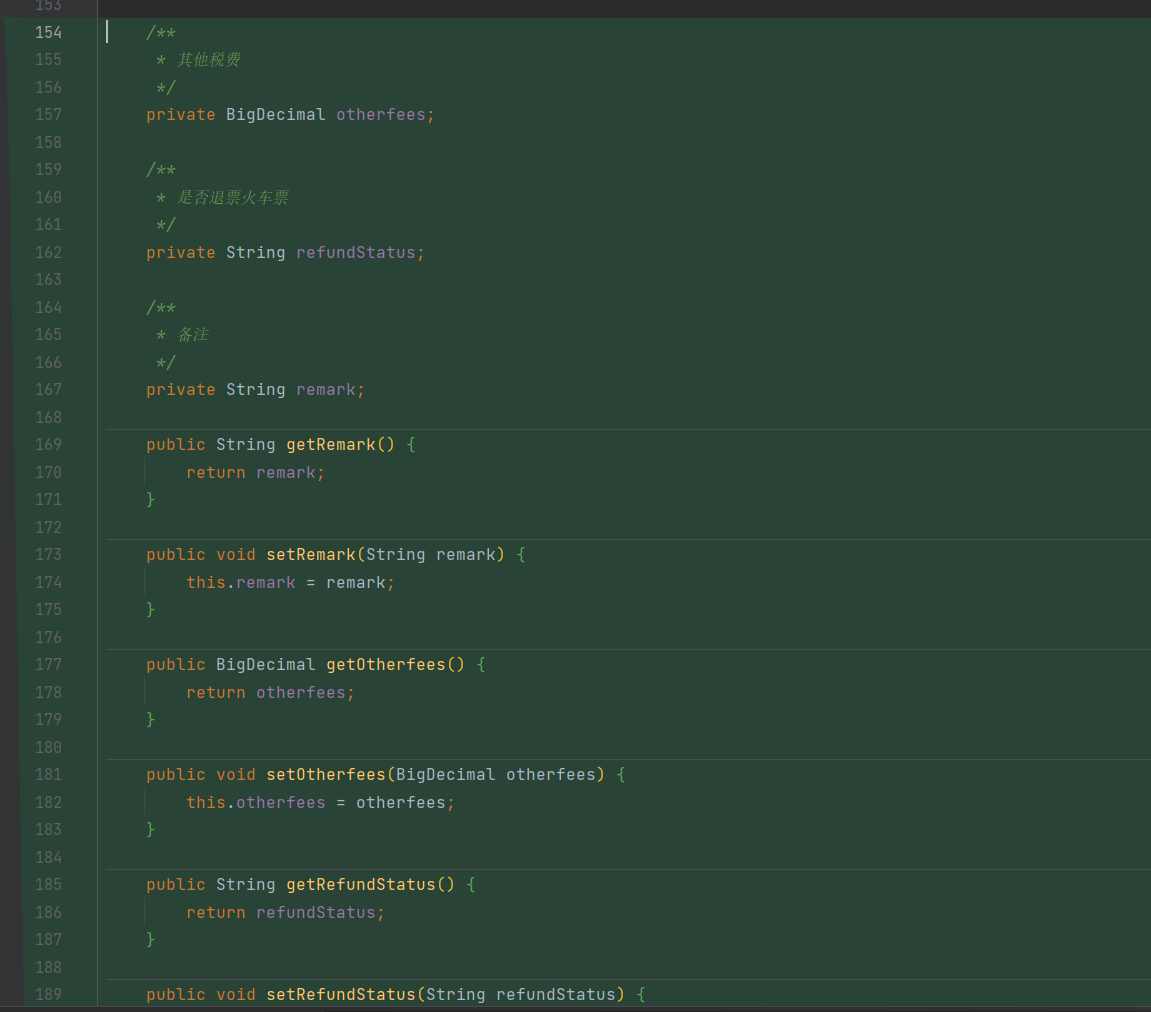 153
154     /**
155      * 其他税费
156      */
157     private BigDecimal otherfees;
158
159     /**
160      * 是否退票火车票
161      */
162     private String refundStatus;
163
164     /**
165      * 备注
166      */
167     private String remark;
168
169     public String getRemark() {
170         return remark;
171     }
172
173     public void setRemark(String remark) {
174         this.remark = remark;
175     }
176
177     public BigDecimal getOtherfees() {
178         return otherfees;
179     }
180
181     public void setOtherfees(BigDecimal otherfees) {
182         this.otherfees = otherfees;
183     }
184
185     public String getRefundStatus() {
186         return refundStatus;
187     }
188
189     public void setRefundStatus(String refundStatus) {